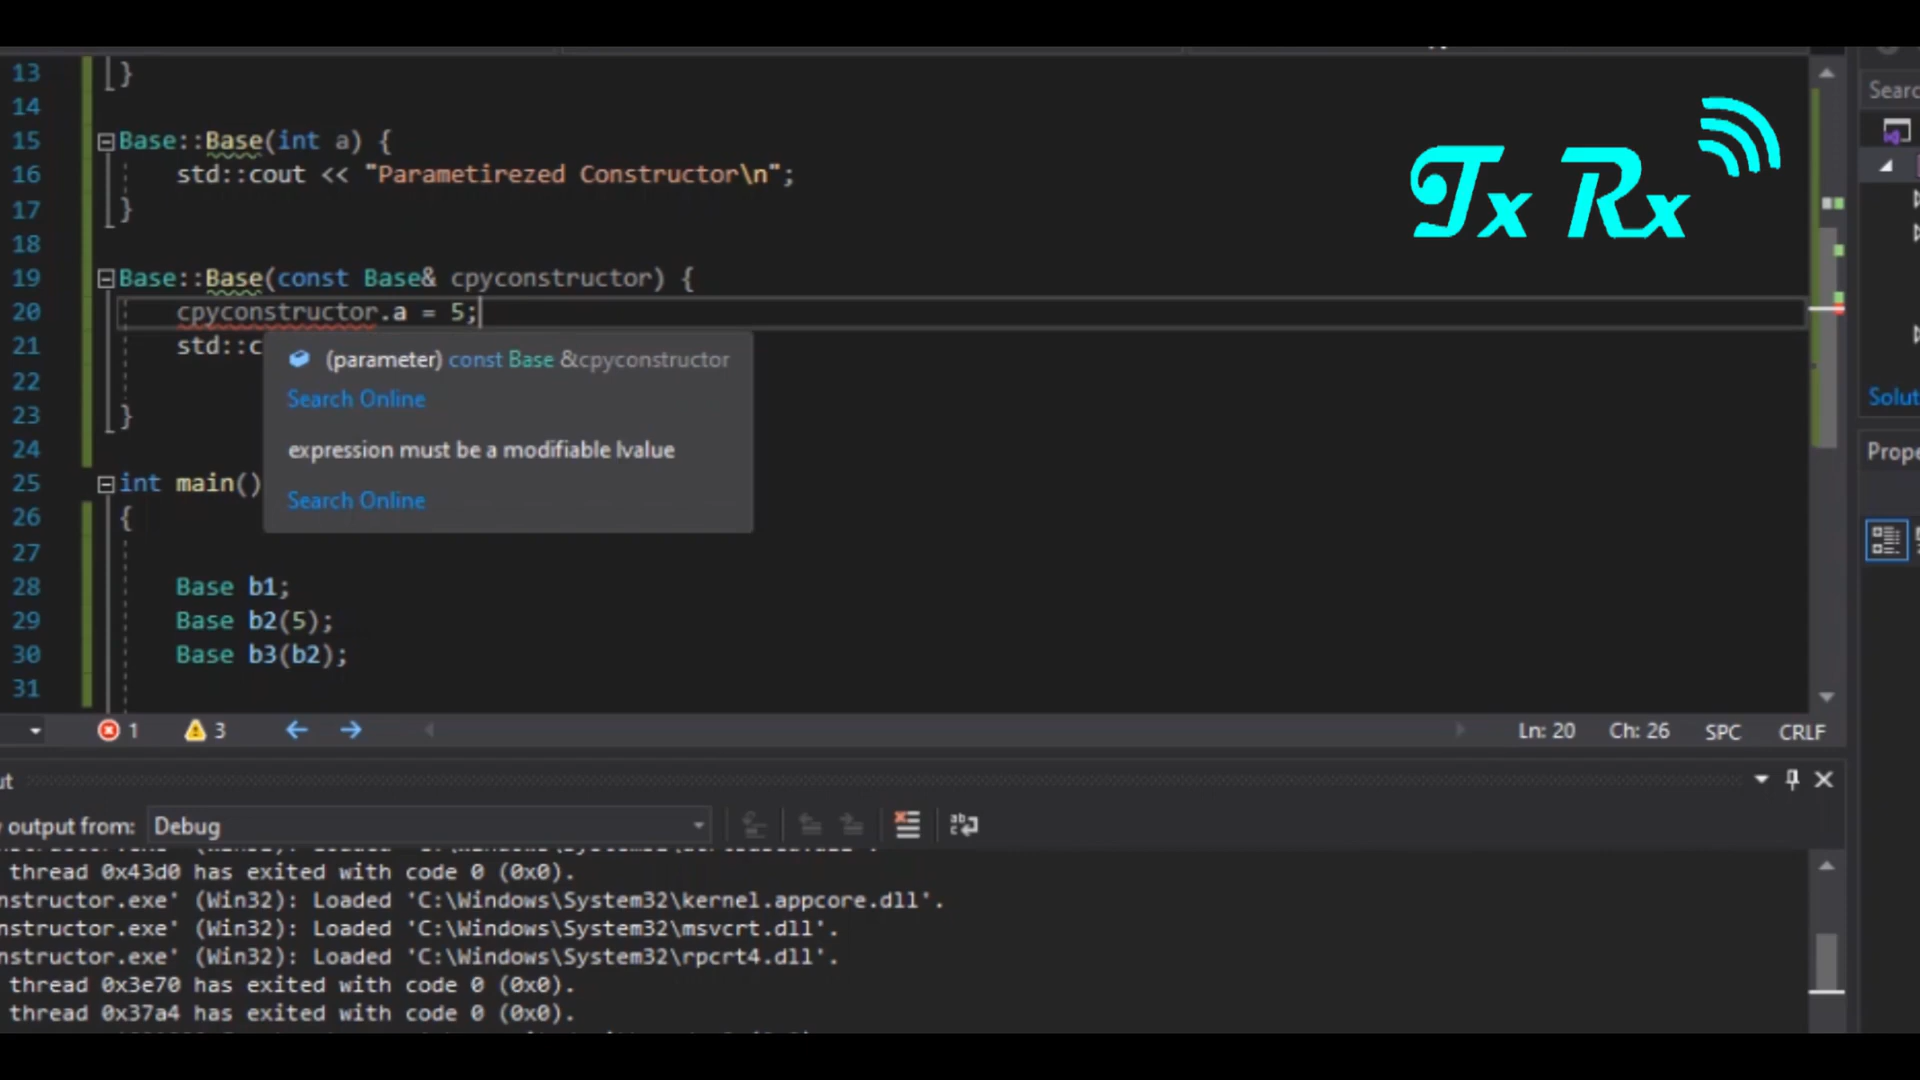 13 }
14
15 Base::Base(int a) {
16 std::cout << "Parametirezed Constructor\n";
17 }
18
19 Base::Base(const Base& cpyconstructor) {
20 cpyconstructor.a = 5;
21 std::c
22
23 }
24
25 int main()
26 {
27
28 Base b1;
29 Base b2(5);
30 Base b3(b2);
31
(parameter) const Base &cpyconstructor
Search Online
expression must be a modifiable lvalue
Search Online
Tx Rx
Searc
Solut
Prope
1 3 Ln: 20 Ch: 26 SPC CRLF
ut
output from: Debug
thread 0x43d0 has exited with code 0 (0x0).
nstructor.exe' (Win32): Loaded 'C:\Windows\System32\kernel.appcore.dll'.
nstructor.exe' (Win32): Loaded 'C:\Windows\System32\msvcrt.dll'.
nstructor.exe' (Win32): Loaded 'C:\Windows\System32\rpcrt4.dll'.
thread 0x3e70 has exited with code 0 (0x0).
thread 0x37a4 has exited with code 0 (0x0).